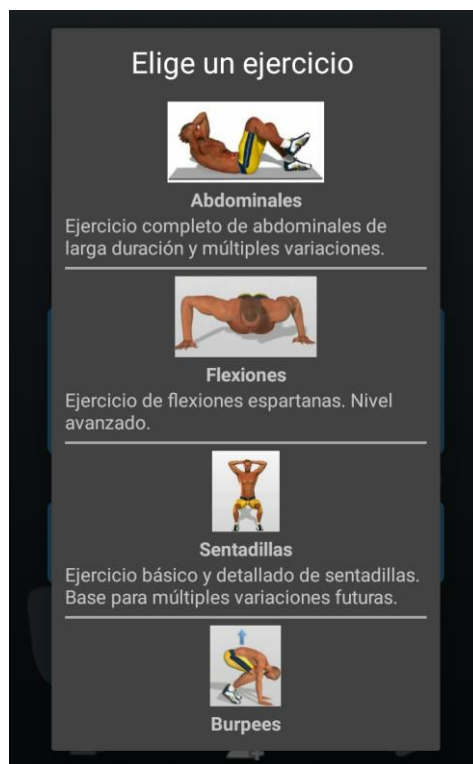 Elige un ejercicio
Abdominales
Ejercicio completo de abdominales de
larga duración y múltiples variaciones.
Flexiones
Ejercicio de flexiones espartanas. Nivel
avanzado.
Sentadillas
Ejercicio básico y detallado de sentadillas.
Base para múltiples variaciones futuras.
Burpees